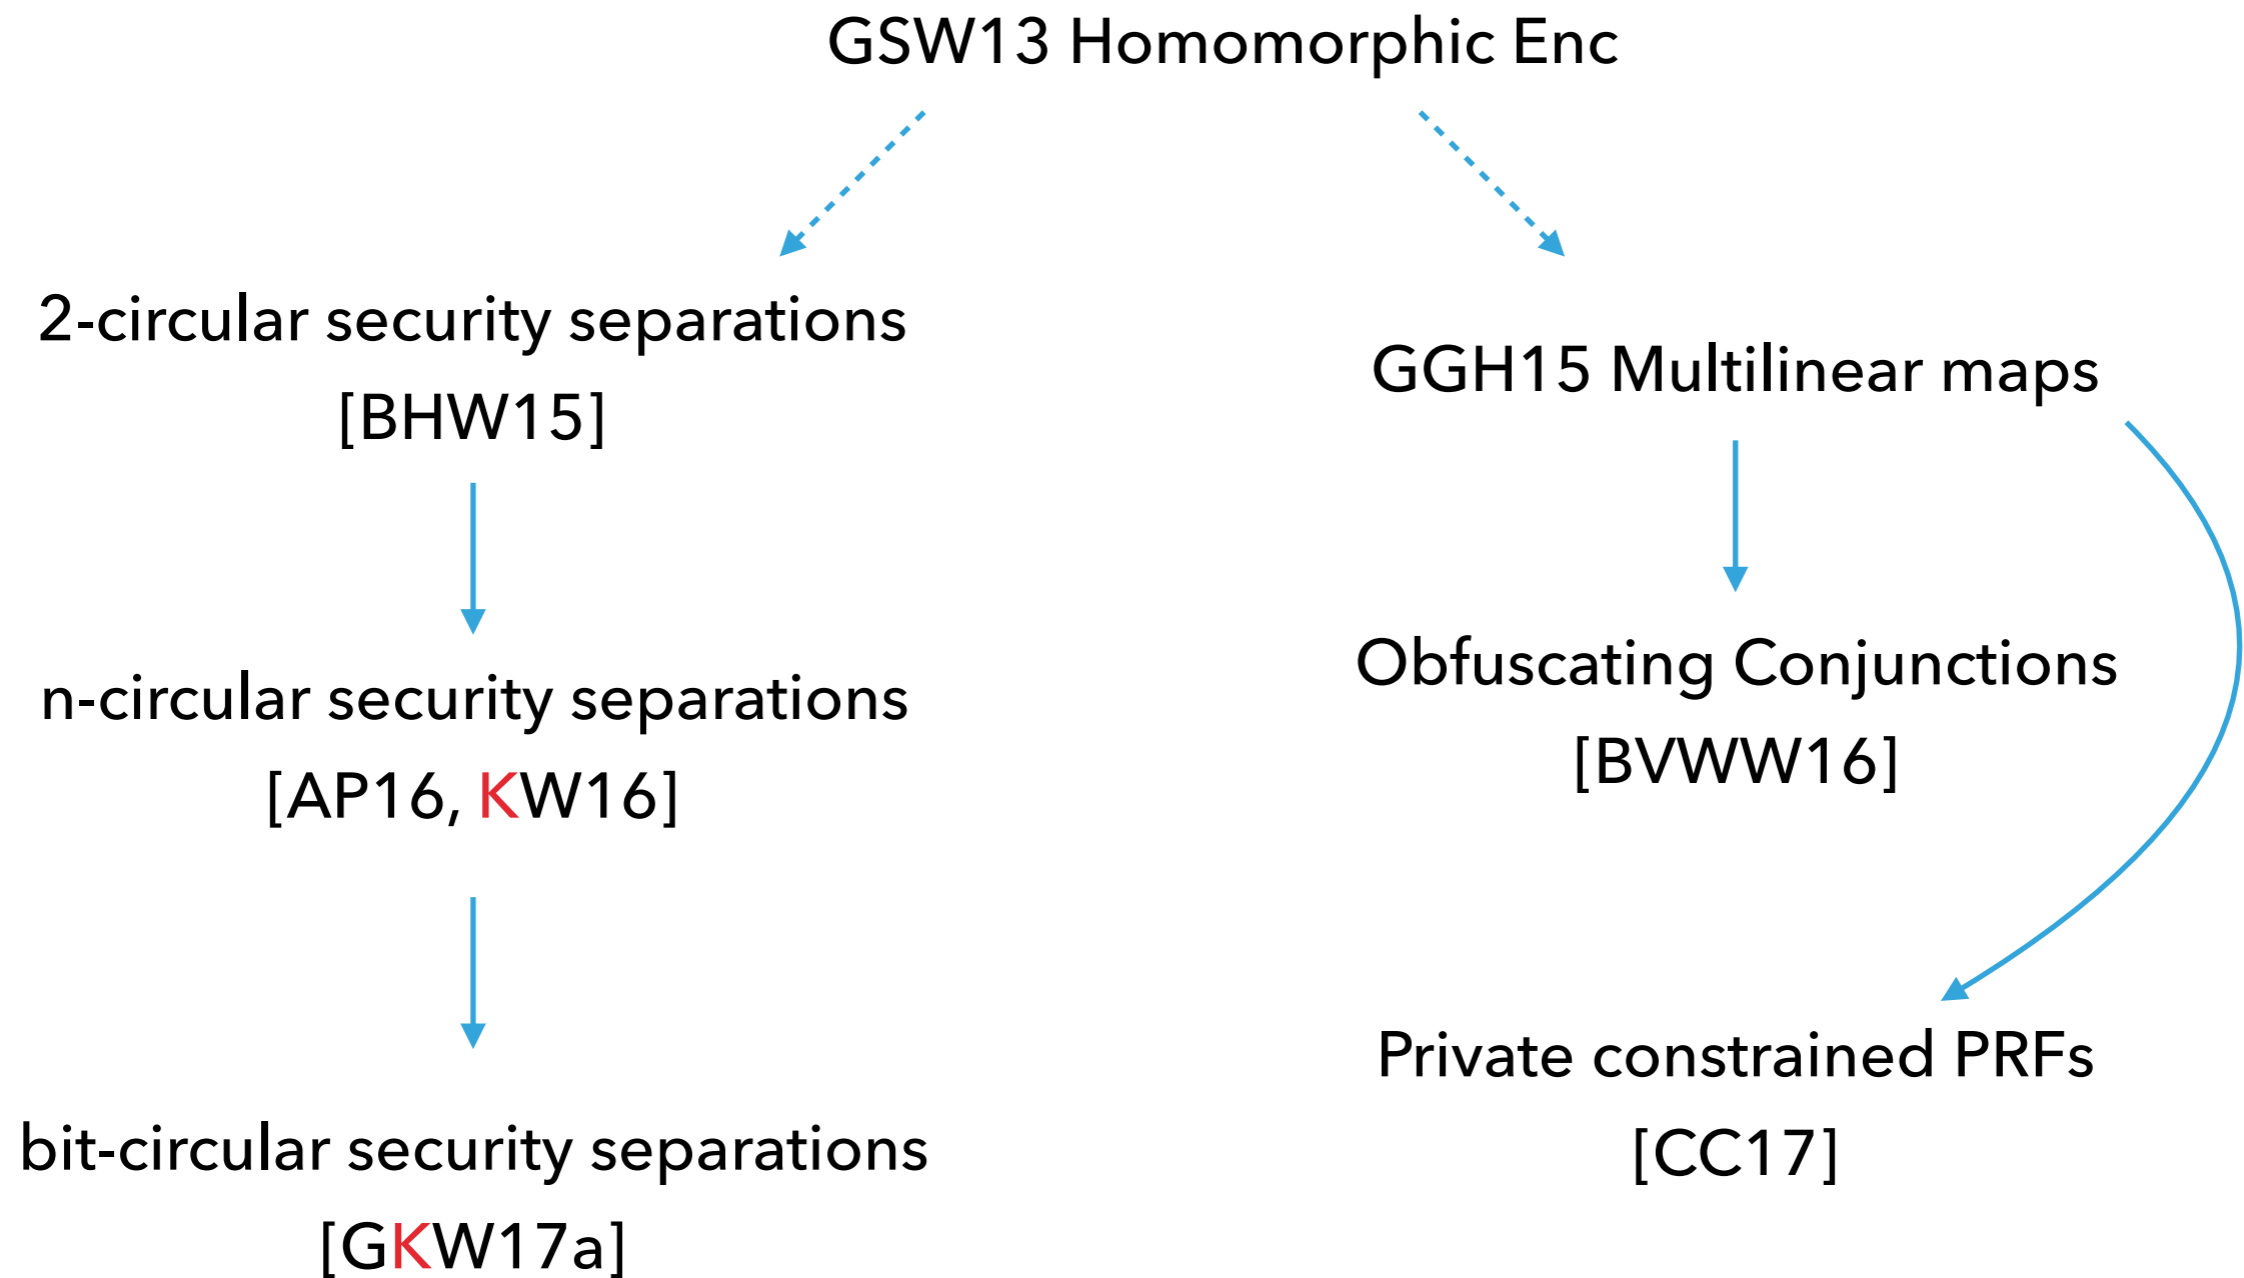 GSW13 Homomorphic Enc
2-circular security separations
[BHW15]
GGH15 Multilinear maps
n-circular security separations
[AP16, KW16]
Obfuscating Conjunctions
[BVWW16]
bit-circular security separations
[GKW17a]
Private constrained PRFs
[CC17]